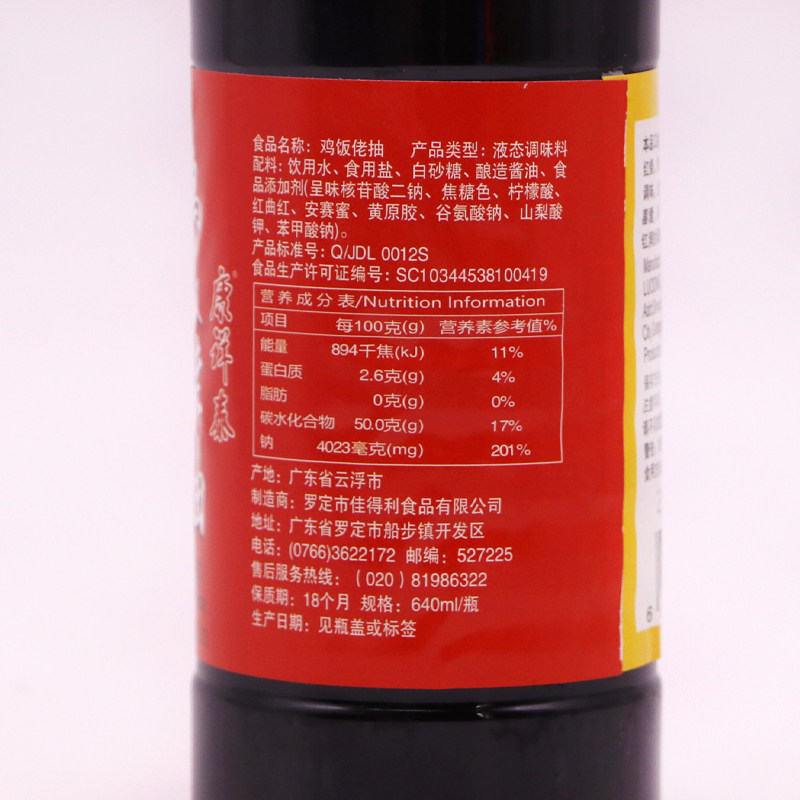 食品名称：鸡饭佬抽 产品类型：液态调味料
配料：饮用水、食用盐、白砂糖、酿造酱油、食
品添加剂(呈味核苷酸二钠、焦糖色、柠檬酸、
红曲红、安赛蜜、黄原胶、谷氨酸钠、山梨酸
钾、苯甲酸钠)。
产品标准号：Q/JDL 0012S
食品生产许可证编号：SC10344538100419
营养成分表/Nutrition Information
项目 每100克(g) 营养素参考值%
能量 894千焦(kJ) 11%
蛋白质 2.6克(g) 4%
脂肪 0克(g) 0%
碳水化合物 50.0克(g) 17%
钠 4023毫克(mg) 201%
产地：广东省云浮市
制造商：罗定市佳得利食品有限公司
地址：广东省罗定市船步镇开发区
电话：(0766)3622172 邮编：527225
售后服务热线：（020）81986322
保质期：18个月 规格：640ml/瓶
生产日期：见瓶盖或标签
康鲜泰
本品
红烧
调味
6